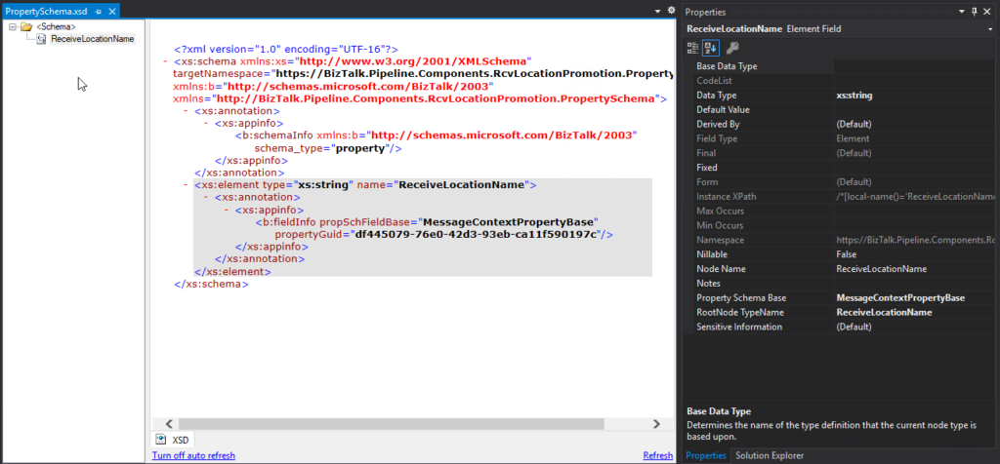 PropertySchema.xsd
<Schema>
ReceiveLocationName
<?xml version="1.0" encoding="UTF-16"?>
- <xs:schema xmlns:xs="http://www.w3.org/2001/XMLSchema"
targetNamespace="https://BizTalk.Pipeline.Components.RcvLocationPromotion.Property
xmlns:b="http://schemas.microsoft.com/BizTalk/2003"
xmlns="http://BizTalk.Pipeline.Components.RcvLocationPromotion.PropertySchema">
- <xs:annotation>
- <xs:appinfo>
<b:schemaInfo xmlns:b="http://schemas.microsoft.com/BizTalk/2003"
schema_type="property"/>
</xs:appinfo>
</xs:annotation>
- <xs:element type="xs:string" name="ReceiveLocationName">
- <xs:annotation>
- <xs:appinfo>
<b:fieldInfo propSchFieldBase="MessageContextPropertyBase"
propertyGuid="df445079-76e0-42d3-93eb-ca11f590197c"/>
</xs:appinfo>
</xs:annotation>
</xs:element>
</xs:schema>
XSD
Turn off auto refresh
Refresh
Properties
ReceiveLocationName Element Field
Base Data Type
CodeList
Data Type xs:string
Default Value
Derived By (Default)
Field Type Element
Final (Default)
Fixed
Form (Default)
Instance XPath /*[local-name()='ReceiveLocationName
Max Occurs
Min Occurs
Namespace https://BizTalk.Pipeline.Components.Rc
Nillable False
Node Name ReceiveLocationName
Notes
Property Schema Base MessageContextPropertyBase
RootNode TypeName ReceiveLocationName
Sensitive Information (Default)
Base Data Type
Determines the name of the type definition that the current node type is
based upon.
Properties Solution Explorer